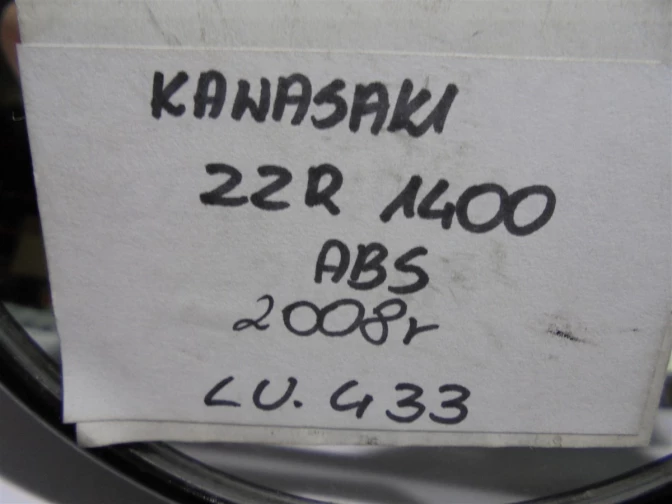 KAWASAKI
ZZR 1400
ABS
2008r
LU. G33